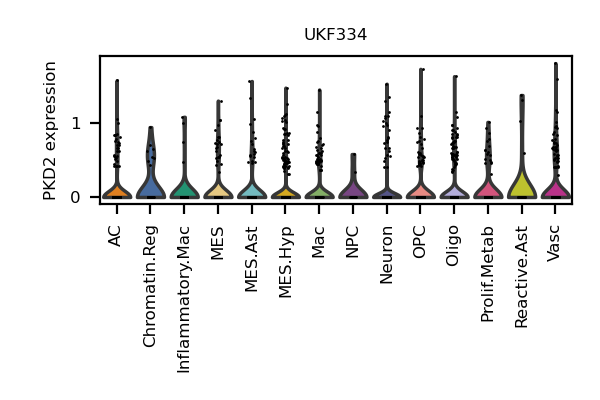 UKF334
PKD2 expression
1
0
AC
Chromatin.Reg
Inflammatory.Mac
MES
MES.Ast
MES.Hyp
Mac
NPC
Neuron
OPC
Oligo
Prolif.Metab
Reactive.Ast
Vasc